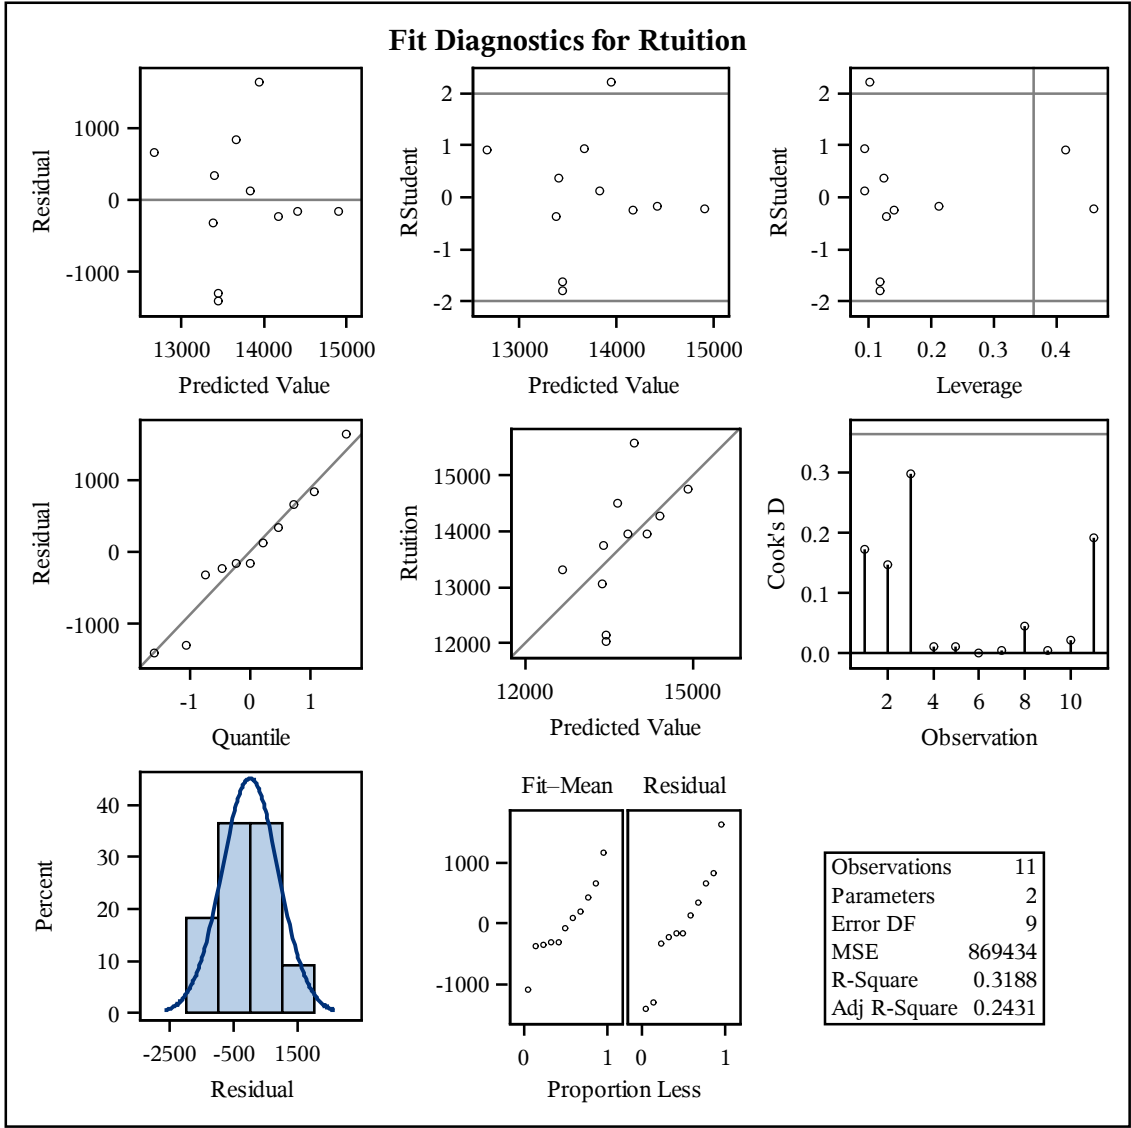 Fit Diagnostics for Rtuition
1000
0
-1000
Residual
13000 14000 15000
Predicted Value
2
1
0
-1
-2
RStudent
13000 14000 15000
Predicted Value
2
1
0
-1
-2
RStudent
0.1 0.2 0.3 0.4
Leverage
1000
0
-1000
Residual
-1 0 1
Quantile
15000
14000
13000
12000
Rtuition
12000 15000
Predicted Value
0.3
0.2
0.1
0.0
Cook's D
2 4 6 8 10
Observation
40
30
20
10
0
Percent
-2500 -500 1500
Residual
Fit–Mean Residual
1000
0
-1000
0 1 0 1
Proportion Less
Observations 11
Parameters 2
Error DF 9
MSE 869434
R-Square 0.3188
Adj R-Square 0.2431